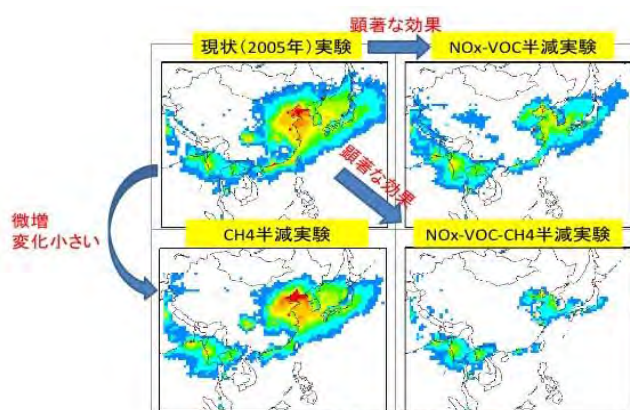 顕著な効果
現状(2005年)実験
NOx-VOC半減実験
顕著な効果
微増
変化小さい
CH4半減実験
NOx-VOC-CH4半減実験